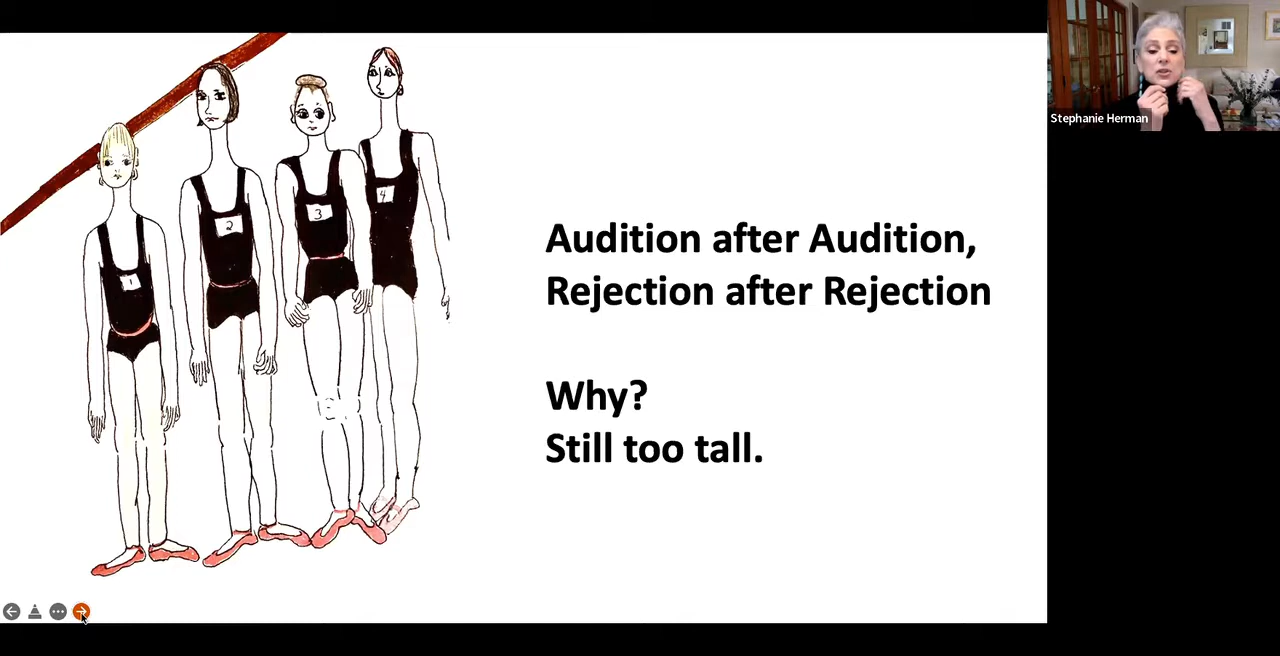 Stephanie Herman
1
2
3
4
Audition after Audition,
Rejection after Rejection
Why?
Still too tall.